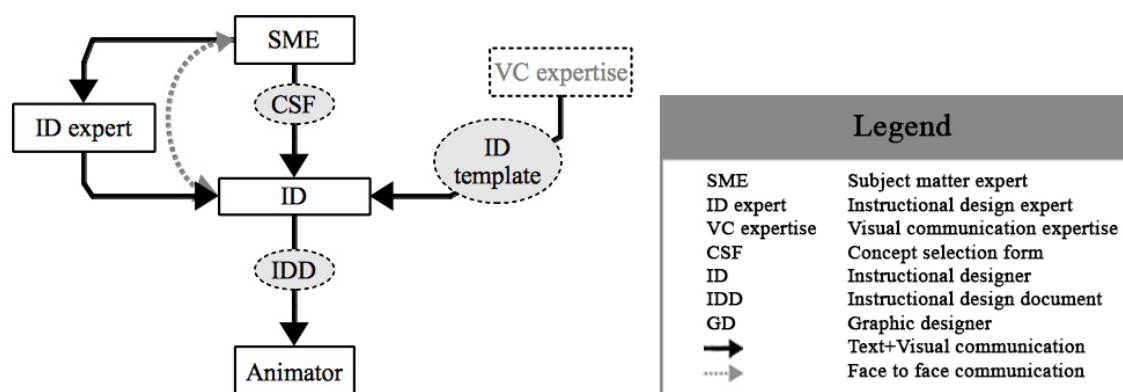 SME
VC expertise
CSF
ID expert
ID
template
ID
IDD
Animator
Legend
SME Subject matter expert
ID expert Instructional design expert
VC expertise Visual communication expertise
CSF Concept selection form
ID Instructional designer
IDD Instructional design document
GD Graphic designer
Text+Visual communication
Face to face communication